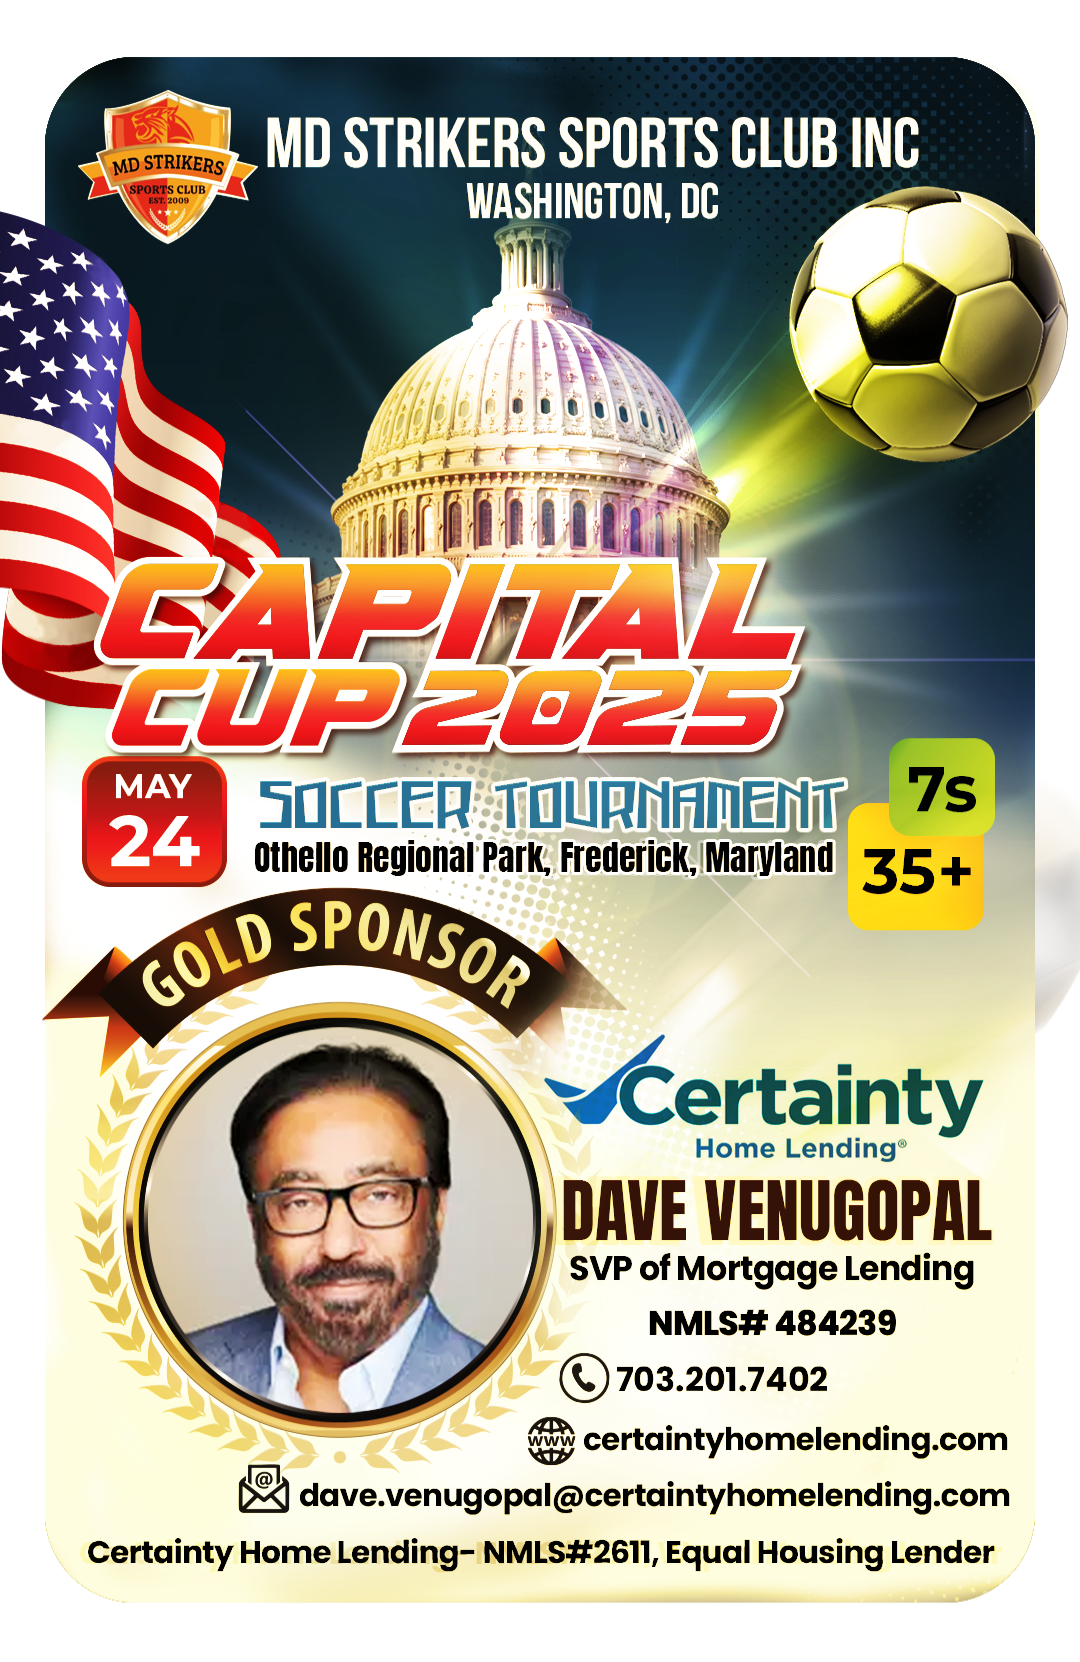 MD STRIKERS
SPORTS CLUB
EST. 2009
MD STRIKERS SPORTS CLUB INC
WASHINGTON, DC
CAPITAL
CUP 2025
MAY
24
SOCCER TOURNAMENT
Othello Regional Park, Frederick, Maryland
7s
35+
GOLD SPONSOR
Certainty
Home Lending®
DAVE VENUGOPAL
SVP of Mortgage Lending
NMLS# 484239
703.201.7402
www certaintyhomelending.com
@ dave.venugopal@certaintyhomelending.com
Certainty Home Lending- NMLS#2611, Equal Housing Lender